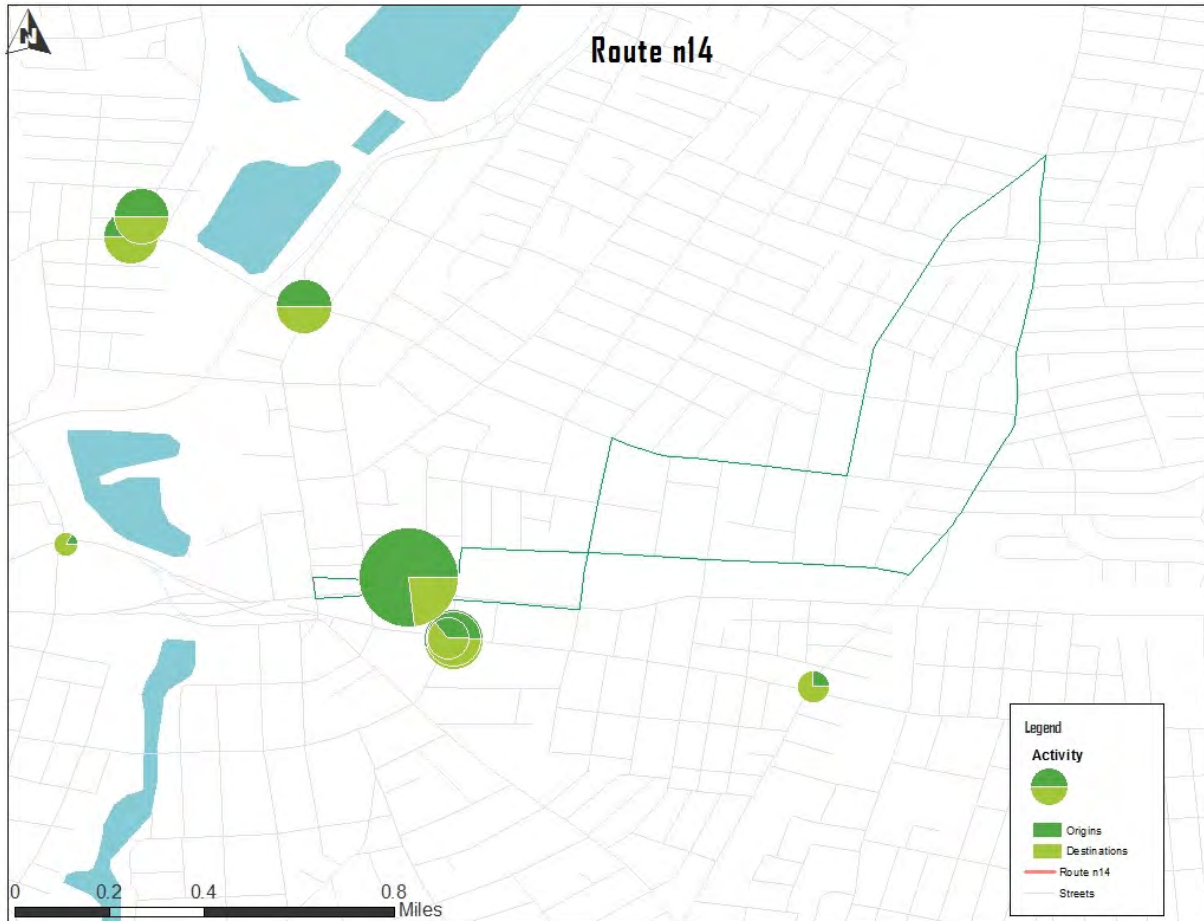 N
Route n14
Legend
Activity
Origins
Destinations
Route n14
Streets
0 0.2 0.4 0.8
Miles